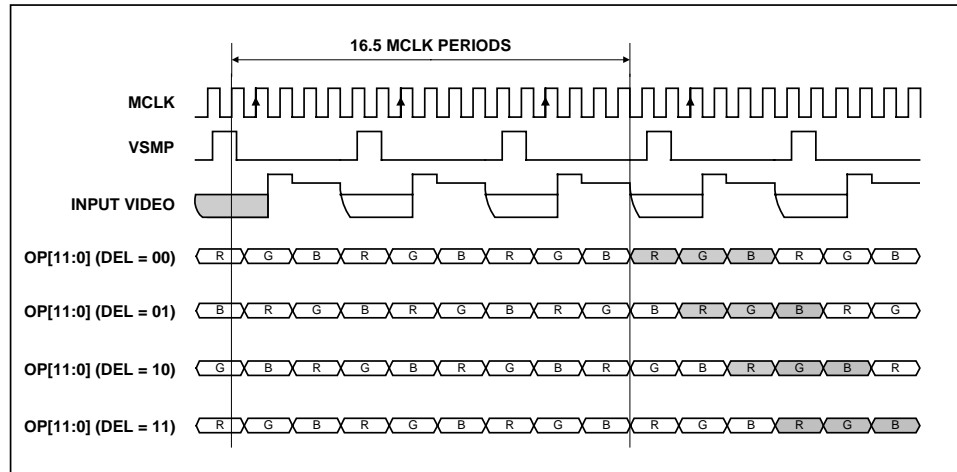 16.5 MCLK PERIODS
MCLK
VSMP
INPUT VIDEO
OP[11:0] (DEL = 00) R G B R G B R G B R G B R G B
OP[11:0] (DEL = 01) B R G B R G B R G B R G B R G
OP[11:0] (DEL = 10) G B R G B R G B R G B R G B R
OP[11:0] (DEL = 11) R G B R G B R G B R G B R G B